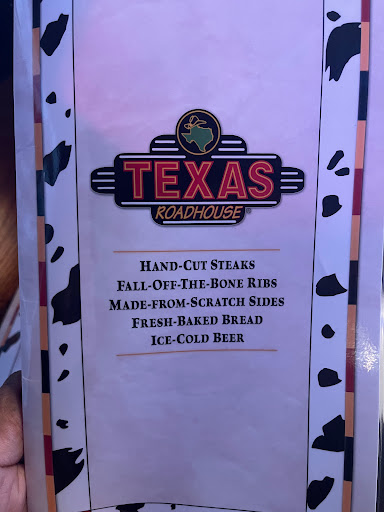 TEXAS
ROADHOUSE®
HAND-CUT STEAKS
FALL-OFF-THE-BONE RIBS
MADE-FROM-SCRATCH SIDES
FRESH-BAKED BREAD
ICE-COLD BEER